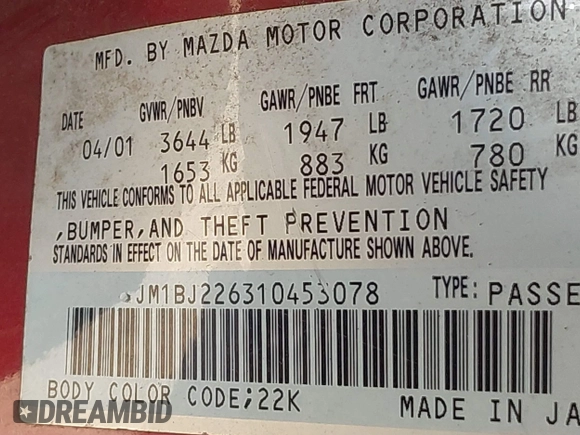 MFD. BY MAZDA MOTOR CORPORATION
DATE GVWR/PNBV GAWR/PNBE FRT GAWR/PNBE RR
04/01 3644 LB 1947 LB 1720 LB
1653 KG 883 KG 780 KG
THIS VEHICLE CONFORMS TO ALL APPLICABLE FEDERAL MOTOR VEHICLE SAFETY
,BUMPER,AND THEFT PREVENTION
STANDARDS IN EFFECT ON THE DATE OF MANUFACTURE SHOWN ABOVE.
JM1BJ226310453078 TYPE: PASSE
BODY COLOR CODE;22K MADE IN JA
DREAMBID